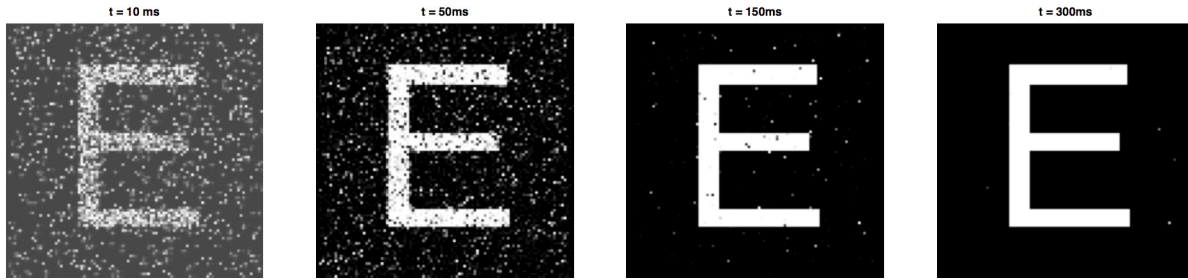 t = 10 ms
t = 50ms
t = 150ms
t = 300ms
E
E
E
E